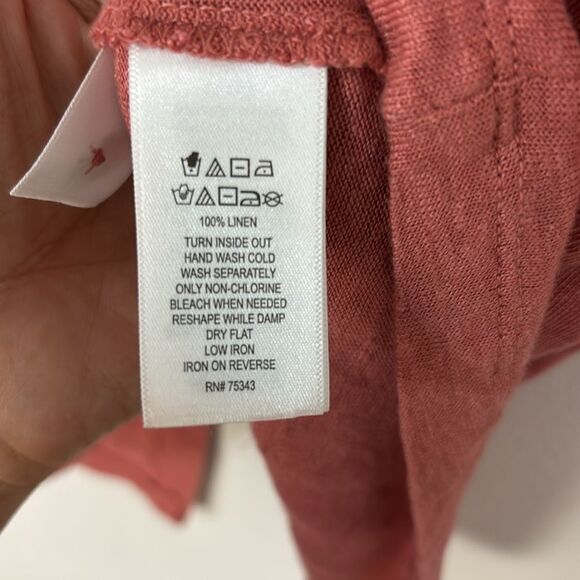 100% LINEN
TURN INSIDE OUT
HAND WASH COLD
WASH SEPARATELY
ONLY NON-CHLORINE
BLEACH WHEN NEEDED
RESHAPE WHILE DAMP
DRY FLAT
LOW IRON
IRON ON REVERSE
RN# 75343